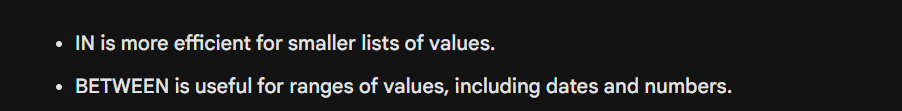 • IN is more efficient for smaller lists of values.
• BETWEEN is useful for ranges of values, including dates and numbers.